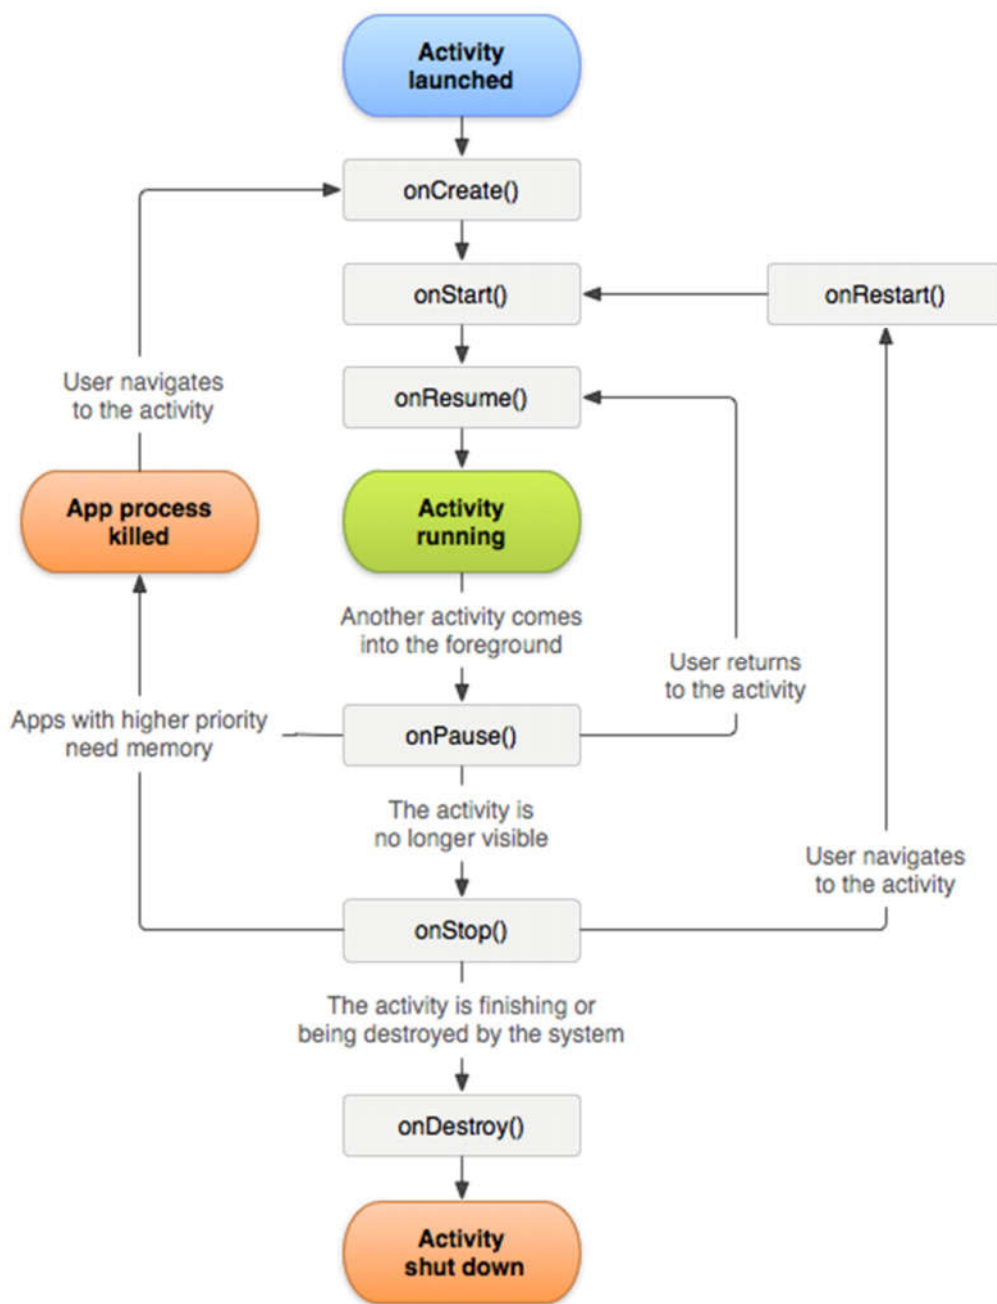 Activity
launched
onCreate()
onStart()
onRestart()
User navigates
to the activity
onResume()
App process
killed
Activity
running
Another activity comes
into the foreground
User returns
to the activity
Apps with higher priority
need memory
onPause()
The activity is
no longer visible
User navigates
to the activity
onStop()
The activity is finishing or
being destroyed by the system
onDestroy()
Activity
shut down